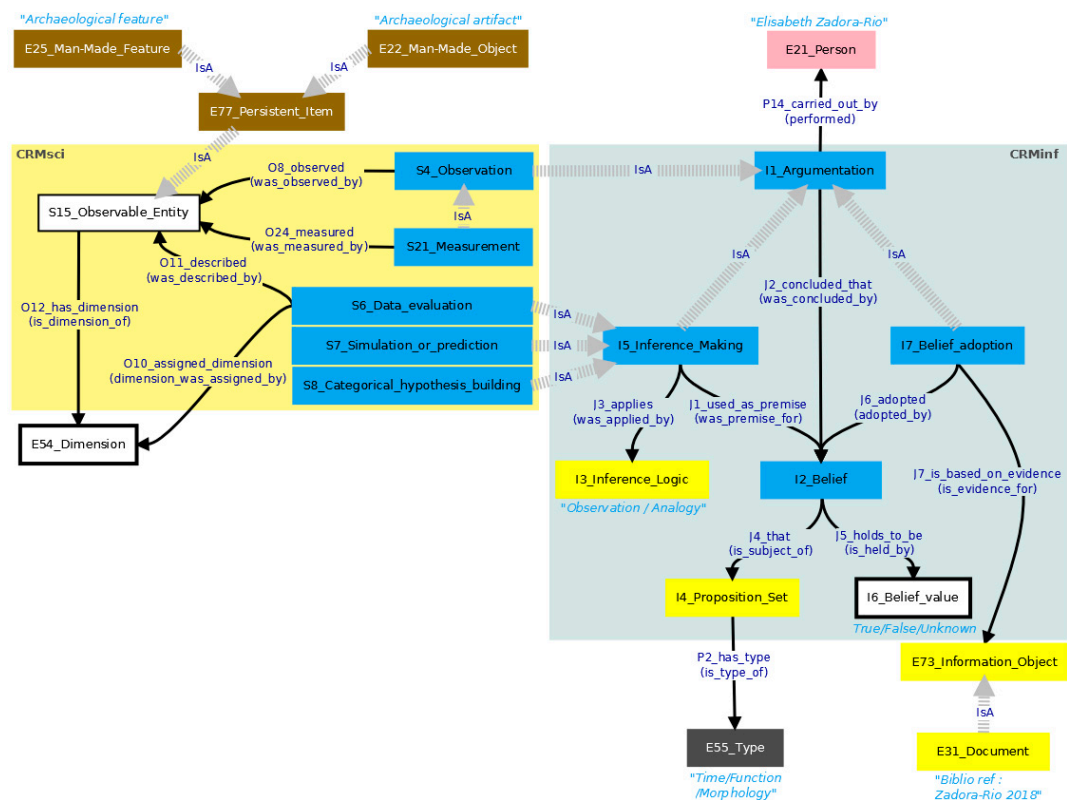 "Archaeological feature"
"Archaeological artifact"
"Elisabeth Zadora-Rio"
E25_Man-Made_Feature
E22_Man-Made_Object
E21_Person
IsA
IsA
E77_Persistent_Item
P14_carried_out_by
(performed)
CRMsci
CRMinf
IsA
O8_observed
(was_observed_by)
S4_Observation
IsA
I1_Argumentation
S15_Observable_Entity
IsA
O24_measured
(was_measured_by)
S21_Measurement
O11_described
(was_described_by)
IsA
IsA
J2_concluded_that
(was_concluded_by)
O12_has_dimension
(is_dimension_of)
S6_Data_evaluation
IsA
S7_Simulation_or_prediction
IsA
I5_Inference_Making
I7_Belief_adoption
O10_assigned_dimension
(dimension_was_assigned_by)
S8_Categorical_hypothesis_building
IsA
J3_applies
(was_applied_by)
J1_used_as_premise
(was_premise_for)
J6_adopted
(adopted_by)
E54_Dimension
I3_Inference_Logic
I2_Belief
J7_is_based_on_evidence
(is_evidence_for)
"Observation / Analogy"
J4_that
(is_subject_of)
J5_holds_to_be
(is_held_by)
I4_Proposition_Set
I6_Belief_value
True/False/Unknown
P2_has_type
(is_type_of)
E73_Information_Object
IsA
E55_Type
E31_Document
"Time/Function
/Morphology"
"Biblio ref :
Zadora-Rio 2018"